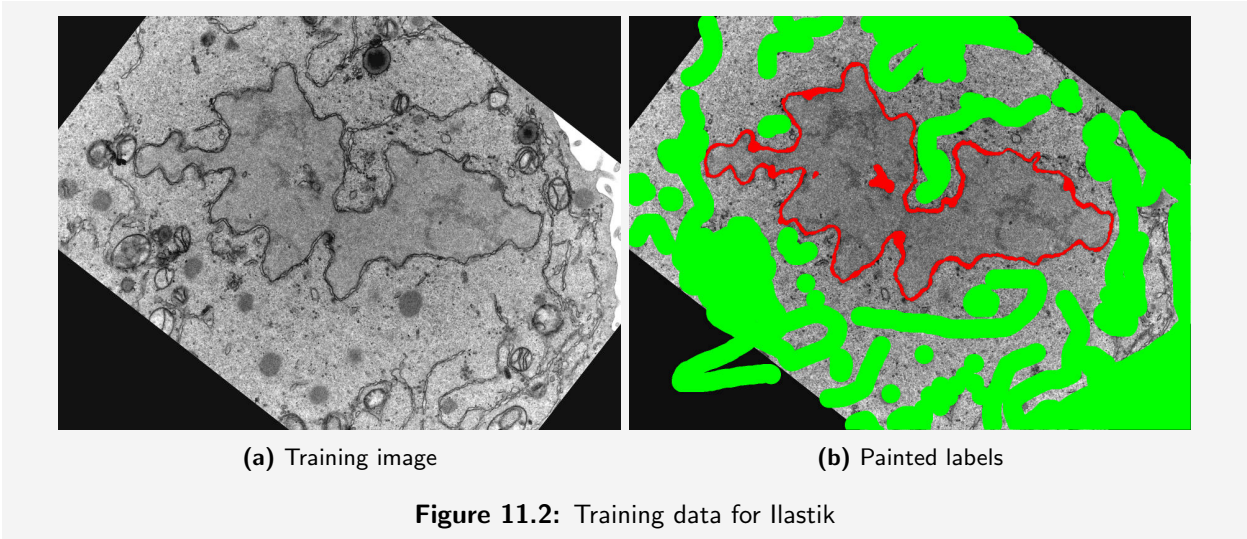 (a) Training image
(b) Painted labels
Figure 11.2: Training data for Ilastik